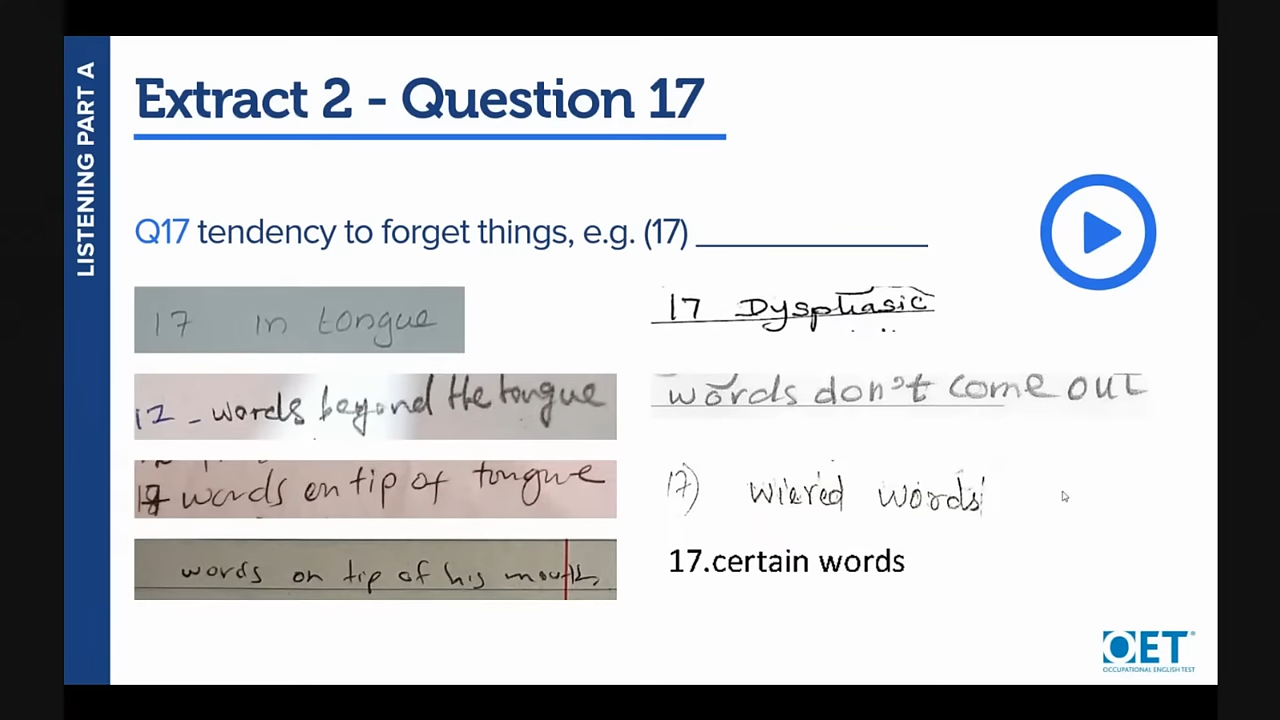 LISTENING PART A
Extract 2 - Question 17
Q17 tendency to forget things, e.g. (17) ________________
17 in tongue
17 Dysphasic
17 - words beyond the tongue
words don't come out
17 words on tip of tongue
17) wiered words
words on tip of his mouth,
17.certain words
OET
OCCUPATIONAL ENGLISH TEST